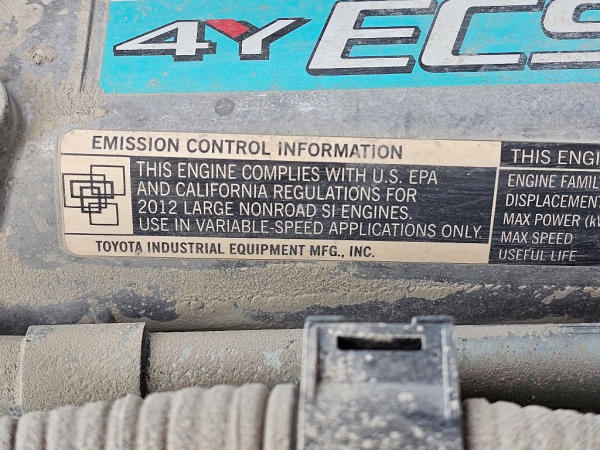 4Y ECS
EMISSION CONTROL INFORMATION
THIS ENGINE COMPLIES WITH U.S. EPA
AND CALIFORNIA REGULATIONS FOR
2012 LARGE NONROAD SI ENGINES.
USE IN VARIABLE-SPEED APPLICATIONS ONLY.
TOYOTA INDUSTRIAL EQUIPMENT MFG., INC.
THIS ENGI
ENGINE FAMIL
DISPLACEMEN
MAX POWER (k
MAX SPEED
USEFUL LIFE